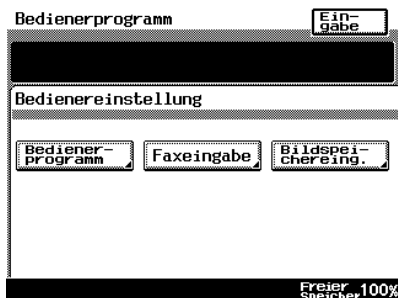 Bedienerprogramm
Ein-
gabe
Bedienereinstellung
Bediener-
programm
Faxeingabe
Bildspei-
chereing.
Freier
Speicher 100%